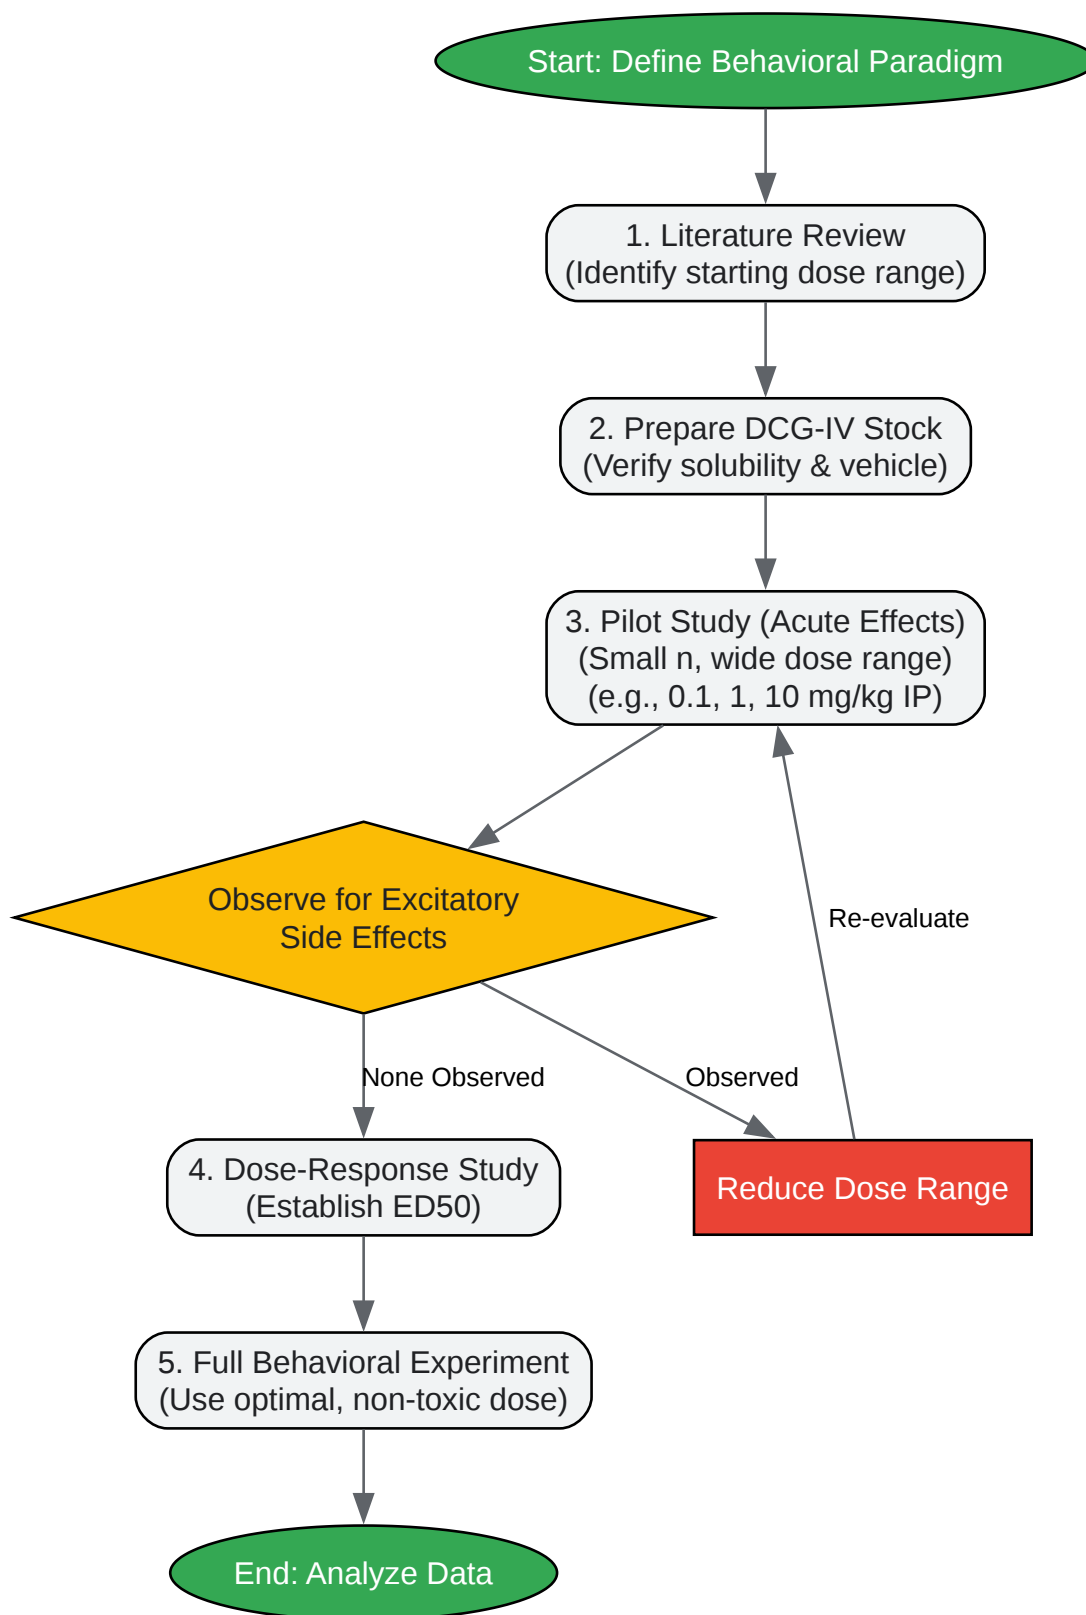 Start: Define Behavioral Paradigm
1. Literature Review
(Identify starting dose range)
2. Prepare DCG-IV Stock
(Verify solubility & vehicle)
3. Pilot Study (Acute Effects)
(Small n, wide dose range)
(e.g., 0.1, 1, 10 mg/kg IP)
Observe for Excitatory
Side Effects
Re-evaluate
None Observed
Observed
4. Dose-Response Study
(Establish ED50)
Reduce Dose Range
5. Full Behavioral Experiment
(Use optimal, non-toxic dose)
End: Analyze Data